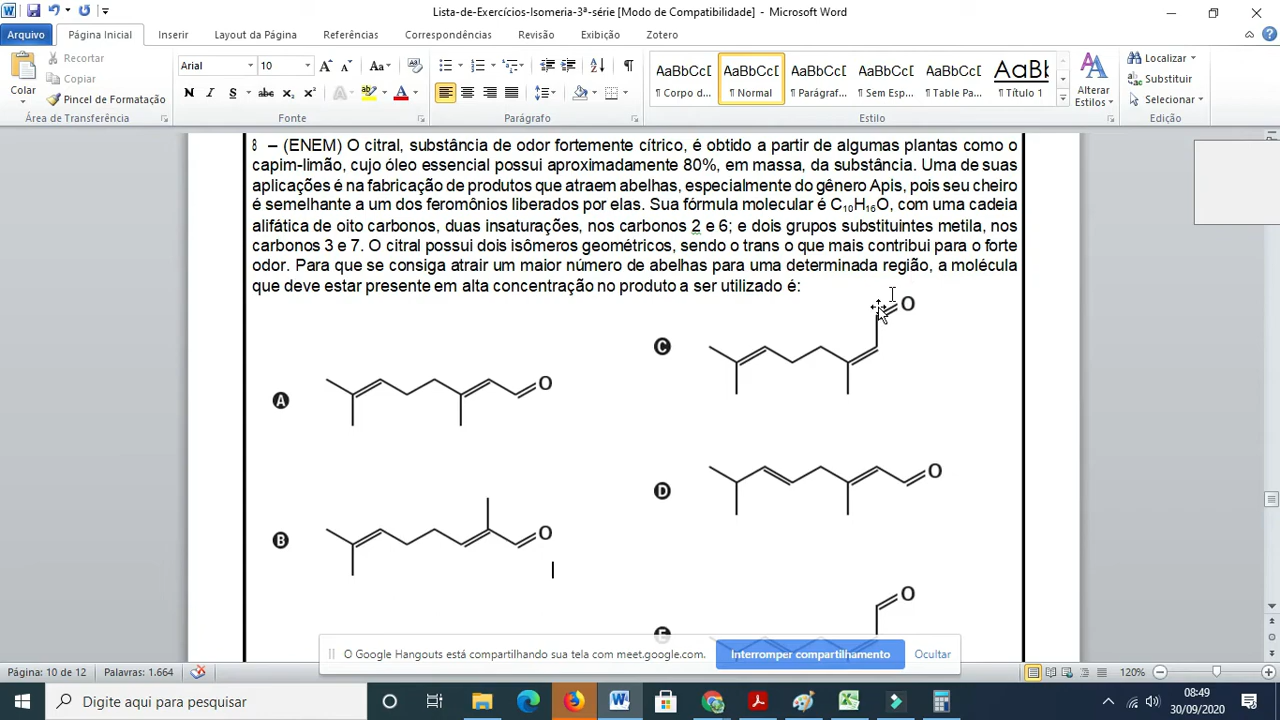 Lista-de-Exercícios-Isomeria-3ª-série [Modo de Compatibilidade] - Microsoft Word
Arquivo Página Inicial Inserir Layout da Página Referências Correspondências Revisão Exibição Zotero
Colar
Recortar
Copiar
Pincel de Formatação
Área de Transferência
Arial 10
Fonte
Parágrafo
AaBbCcD AaBbCcD AaBbCcD AaBbCcD AaBbCcD AaBb
¶ Corpo d... ¶ Normal ¶ Parágraf... ¶ Sem Esp... ¶ Table Pa... ¶ Título 1
Estilo
Alterar Estilos
Localizar
Substituir
Selecionar
Edição
8 – (ENEM) O citral, substância de odor fortemente cítrico, é obtido a partir de algumas plantas como o
capim-limão, cujo óleo essencial possui aproximadamente 80%, em massa, da substância. Uma de suas
aplicações é na fabricação de produtos que atraem abelhas, especialmente do gênero Apis, pois seu cheiro
é semelhante a um dos feromônios liberados por elas. Sua fórmula molecular é C₁₀H₁₆O, com uma cadeia
alifática de oito carbonos, duas insaturações, nos carbonos 2 e 6; e dois grupos substituintes metila, nos
carbonos 3 e 7. O citral possui dois isômeros geométricos, sendo o trans o que mais contribui para o forte
odor. Para que se consiga atrair um maior número de abelhas para uma determinada região, a molécula
que deve estar presente em alta concentração no produto a ser utilizado é:
A O
B O
C O
D O
E O
O Google Hangouts está compartilhando sua tela com meet.google.com. Interromper compartilhamento Ocultar
Página: 10 de 12 Palavras: 1.664 120%
Digite aqui para pesquisar
08:49
30/09/2020